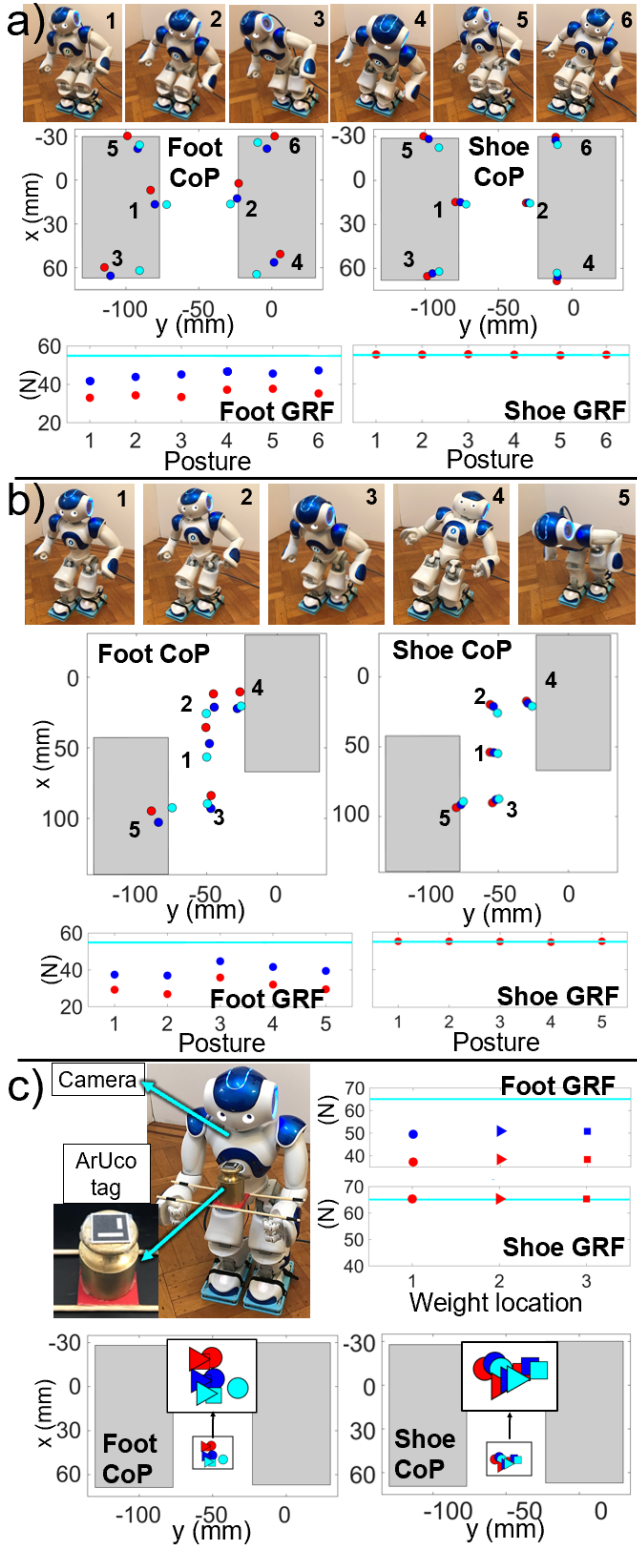 a)
1 2 3 4 5 6
-30
0
30
60
x (mm)
Foot
CoP
5 6
1 2
3 4
-100 -50 0
y (mm)
Shoe
CoP
5 6
1 2
3 4
-100 -50 0
y (mm)
60
40
20
(N)
Foot GRF
1 2 3 4 5 6
Posture
Shoe GRF
1 2 3 4 5 6
Posture
b)
1 2 3 4 5
0
50
100
x (mm)
Foot CoP
4
2
1
3
5
-100 -50 0
y (mm)
Shoe CoP
4
2
1
3
5
-100 -50 0
y (mm)
60
40
20
(N)
Foot GRF
1 2 3 4 5
Posture
Shoe GRF
1 2 3 4 5
Posture
c)
Camera
ArUco
tag
70
60
50
40
(N)
Foot GRF
70
60
50
40
(N)
Shoe GRF
1 2 3
Weight location
-30
0
30
60
x (mm)
Foot
CoP
-100 -50 0
y (mm)
Shoe
CoP
-100 -50 0
y (mm)